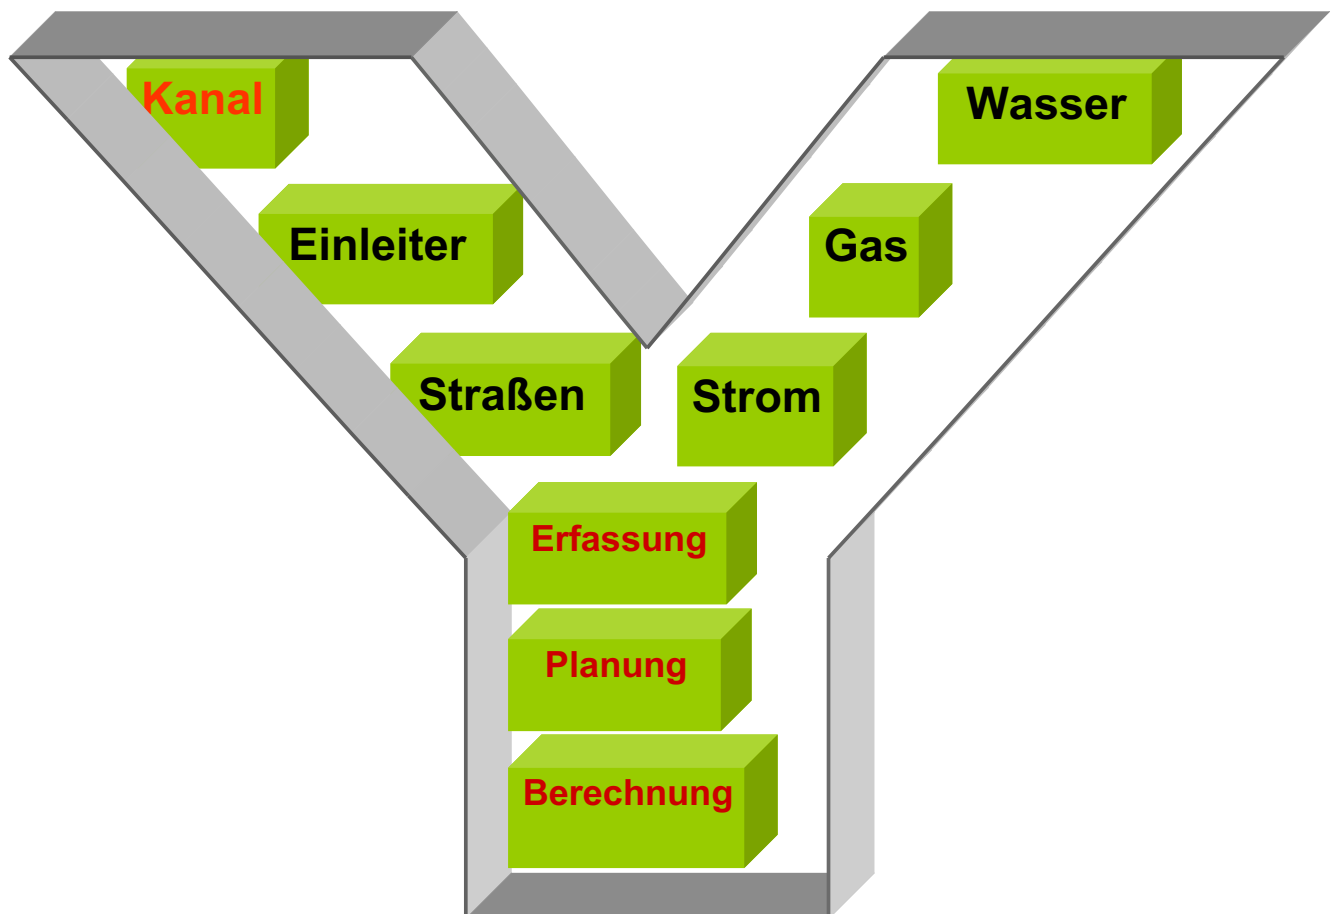 Kanal
Wasser
Einleiter
Gas
Straßen
Strom
Erfassung
Planung
Berechnung